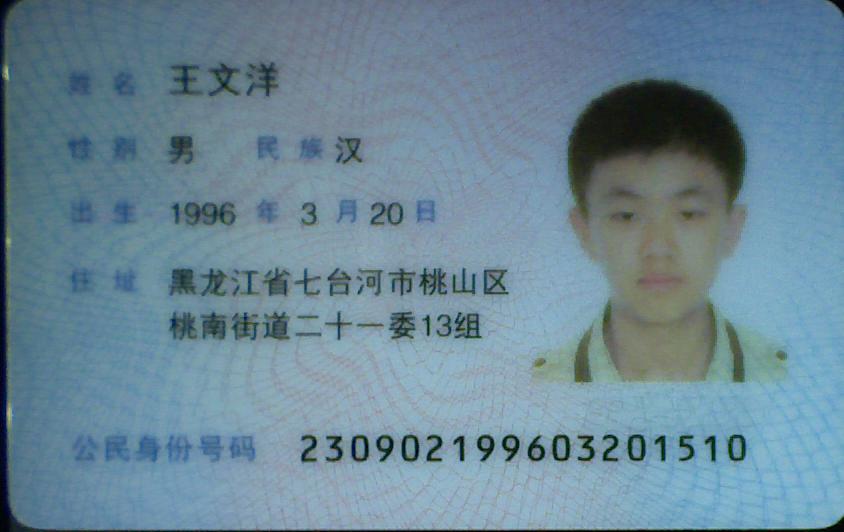 姓名 王文洋
性别 男 民族 汉
出生 1996 年 3 月 20 日
住址 黑龙江省七台河市桃山区
桃南街道二十一委13组
公民身份号码 230902199603201510